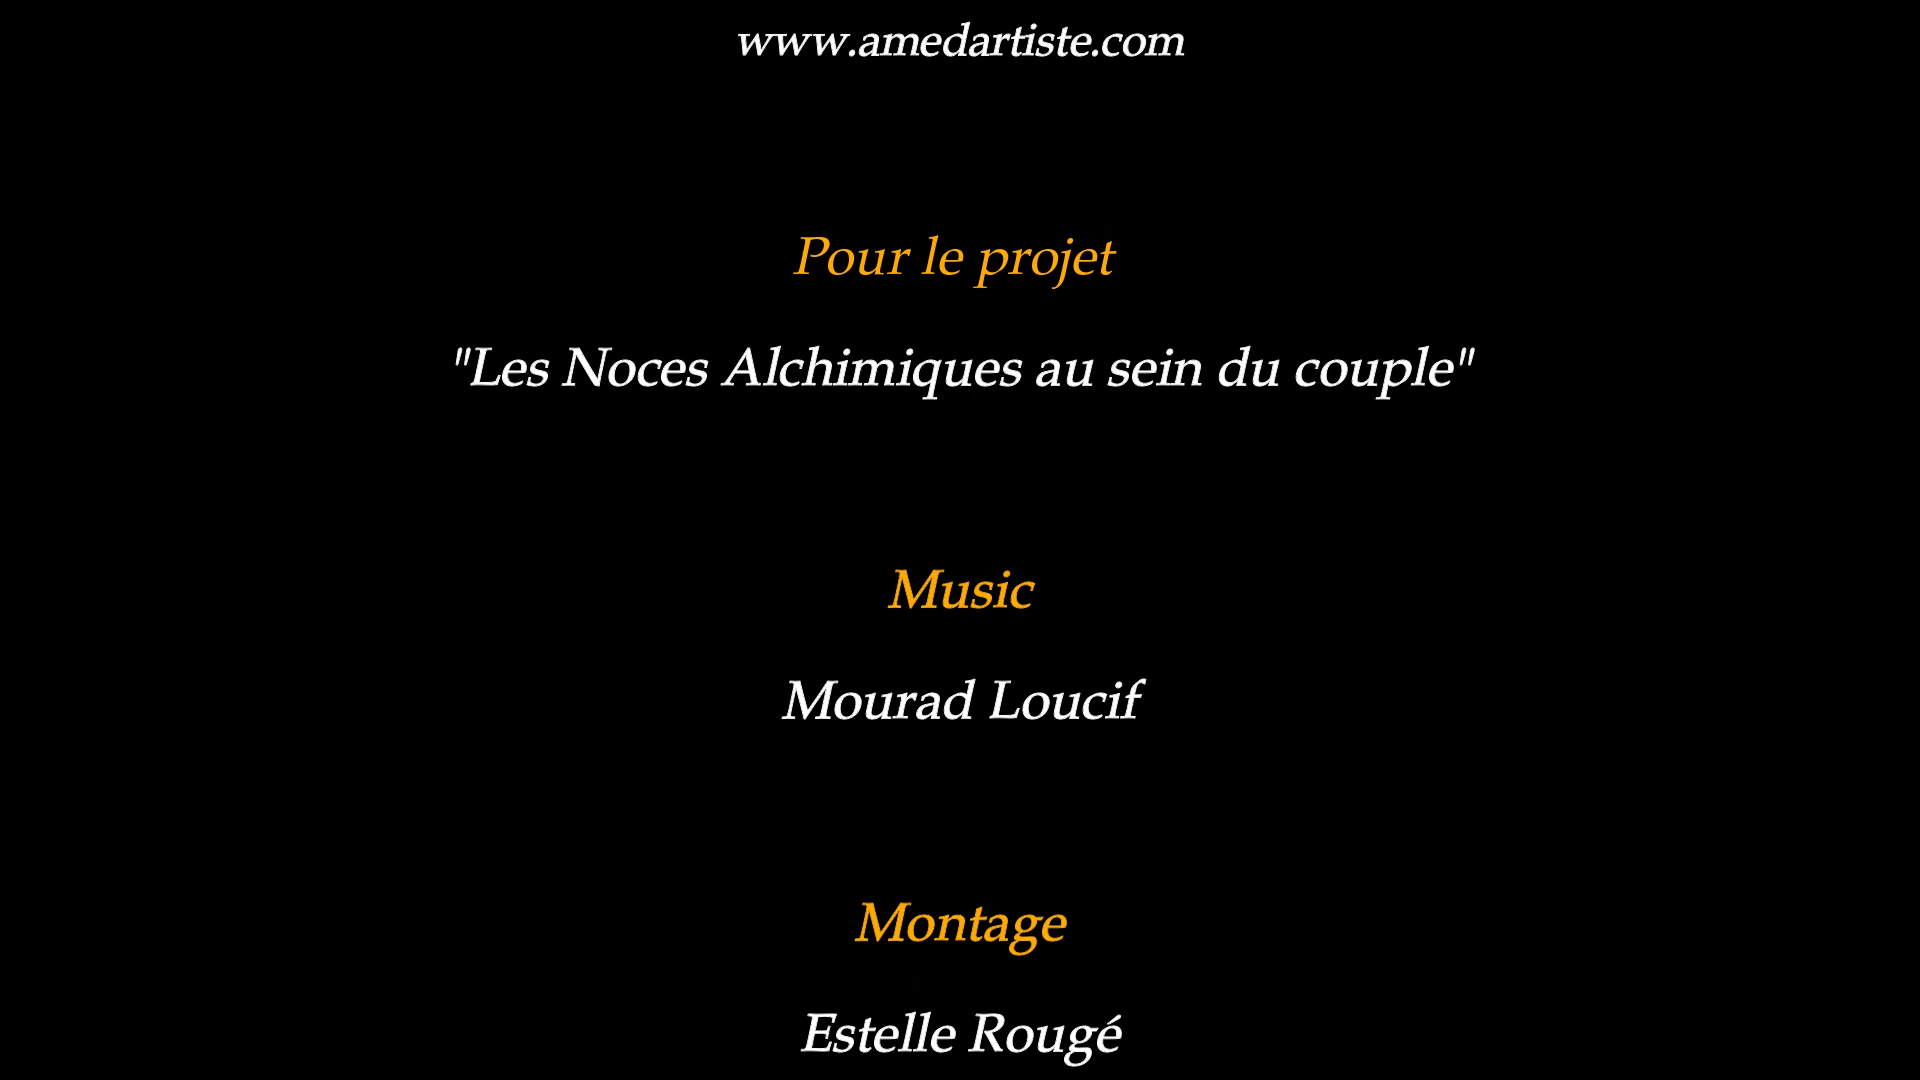 www.amedartiste.com
Pour le projet
"Les Noces Alchimiques au sein du couple"
Music
Mourad Loucif
Montage
Estelle Rougé